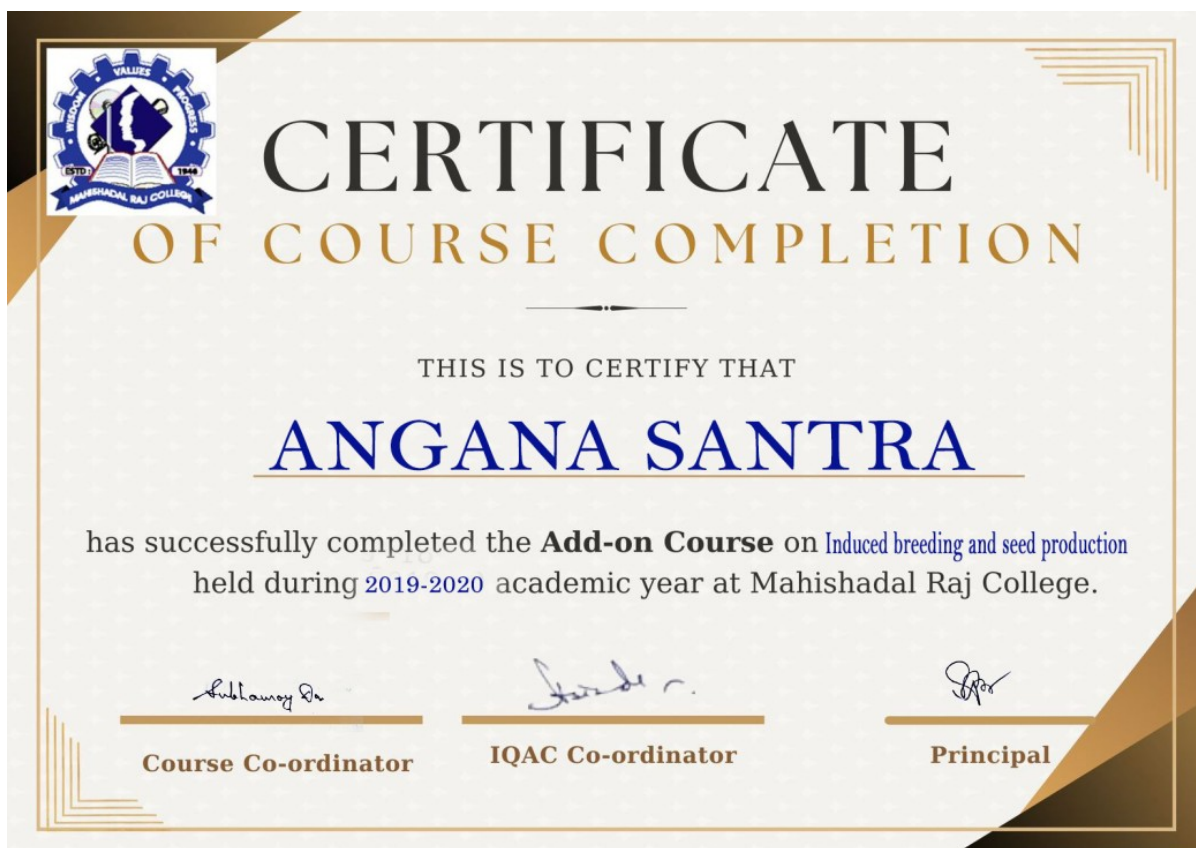 WISDOM VALUES PROGRESS
ESTD : 1946
MAHISHADAL RAJ COLLEGE
CERTIFICATE
OF COURSE COMPLETION
THIS IS TO CERTIFY THAT
ANGANA SANTRA
has successfully completed the Add-on Course on Induced breeding and seed production
held during 2019-2020 academic year at Mahishadal Raj College.
Course Co-ordinator IQAC Co-ordinator Principal